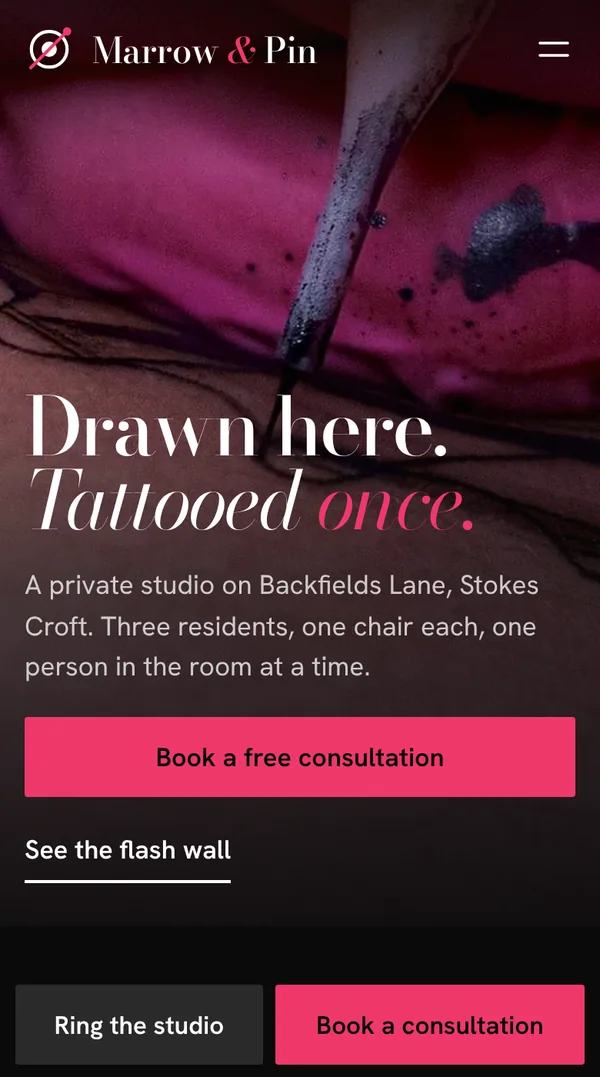 Marrow & Pin
Drawn here.
Tattooed once.
A private studio on Backfields Lane, Stokes
Croft. Three residents, one chair each, one
person in the room at a time.
Book a free consultation
See the flash wall
Ring the studio
Book a consultation